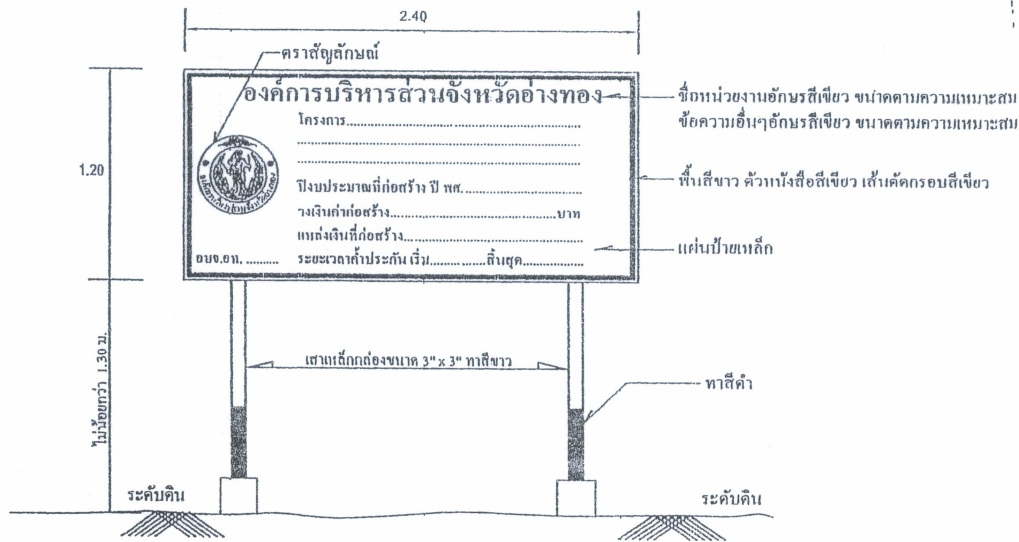 2.40
ตราสัญลักษณ์
องค์การบริหารส่วนจังหวัดอ่างทอง
ชื่อหน่วยงานอักษรสีเขียว ขนาดตามความเหมาะสม
ข้อความอื่นๆอักษรสีเขียว ขนาดตามความเหมาะสม
โครงการ
1.20
พื้นสีขาว ตัวหนังสือสีเขียว เส้นตัดกรอบสีเขียว
ปีงบประมาณที่ก่อสร้าง ปี พศ.
วงเงินค่าก่อสร้าง บาท
แหล่งเงินที่ก่อสร้าง
แผ่นป้ายเหล็ก
อบจ.อท. ......... ระยะเวลาค้ำประกัน เริ่ม สิ้นสุด
ไม่น้อยกว่า 1.30 ม.
เสาเหล็กกล่องขนาด 3" x 3" ทาสีขาว
ทาสีดำ
ระดับดิน
ระดับดิน